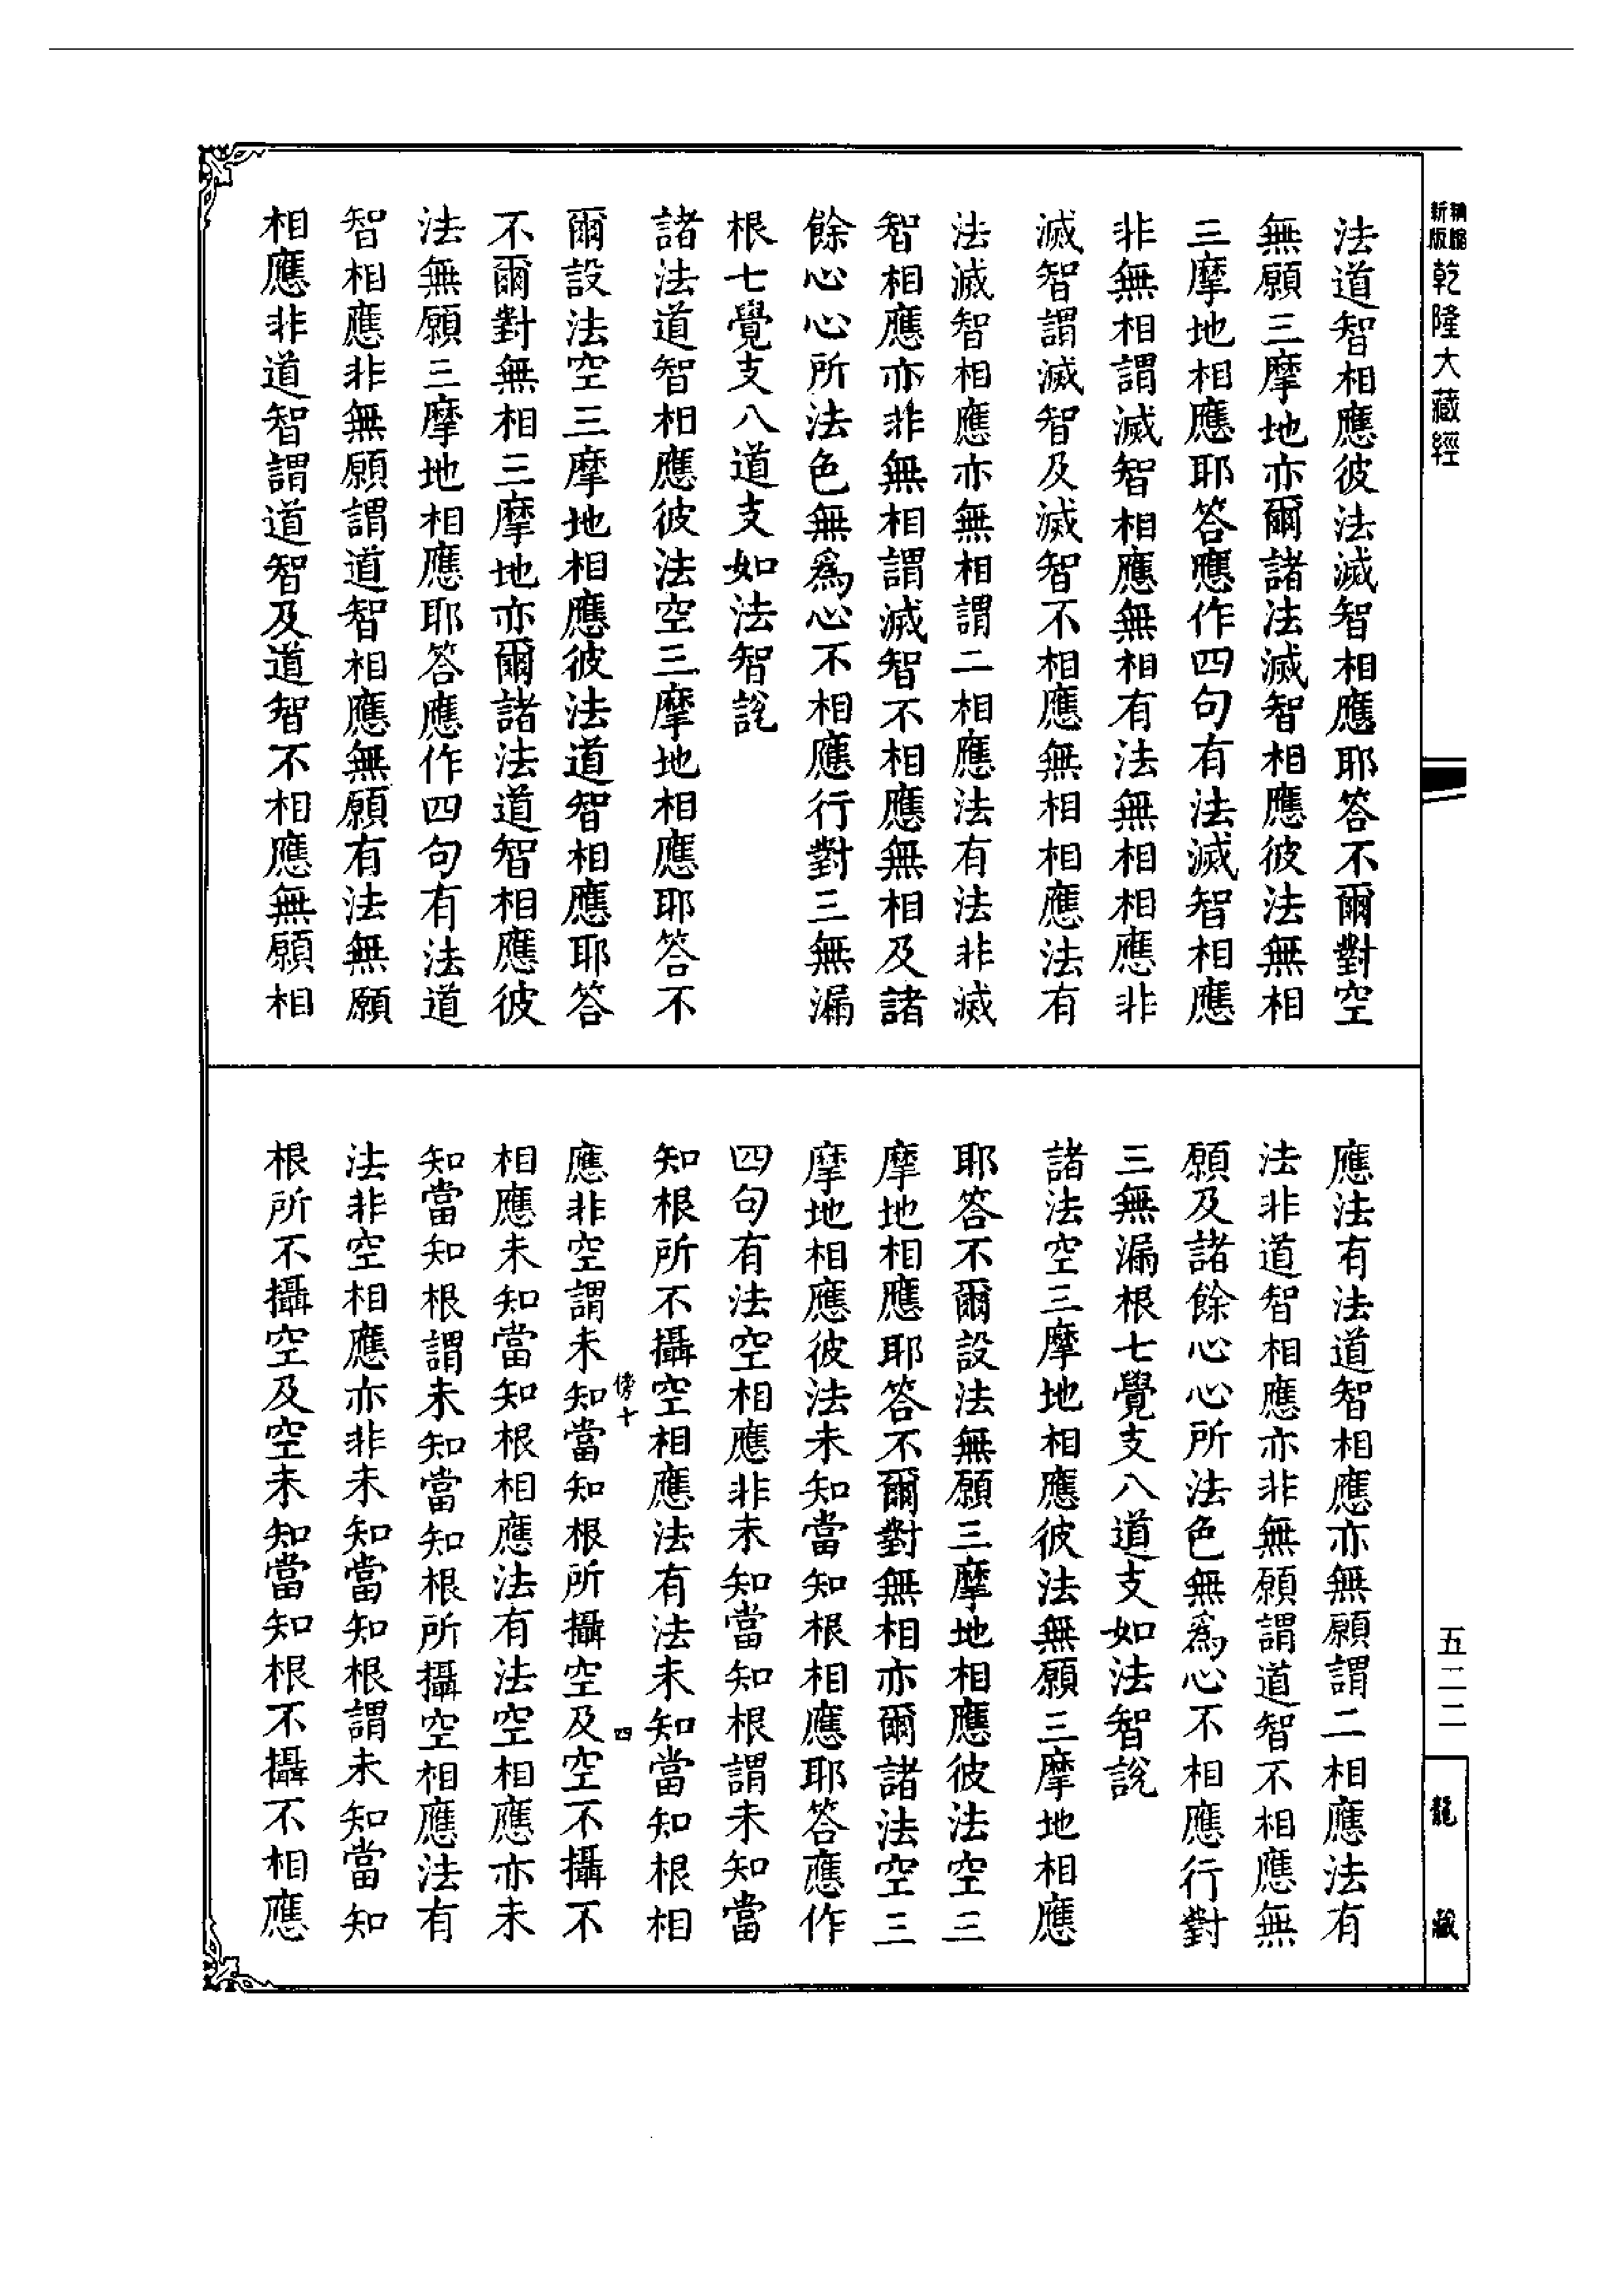 新版
精縮
乾隆大藏經
法道智相應彼法滅智相應耶答不爾對空
無願三摩地亦爾諸法滅智相應彼法無相
三摩地相應耶答應作四句有法滅智相應
非無相謂滅智相應無相有法無相相應非
滅智謂滅智及滅智不相應無相相應法有
法滅智相應亦無相謂二相應法有法非滅
智相應亦非無相謂滅智不相應無相及諸
餘心心所法色無爲心不相應行對三無漏
根七覺支八道支如法智說
諸法道智相應彼法空三摩地相應耶答不
爾設法空三摩地相應彼法道智相應耶答
不爾對無相三摩地亦爾諸法道智相應彼
法無願三摩地相應耶答應作四句有法道
智相應非無願謂道智相應無願有法無願
相應非道智謂道智及道智不相應無願相
應法有法道智相應亦無願謂二相應法有
法非道智相應亦非無願謂道智不相應無
願及諸餘心心所法色無爲心不相應行對
三無漏根七覺支八道支如法智說
諸法空三摩地相應彼法無願三摩地相應
耶答不爾設法無願三摩地相應彼法空三
摩地相應耶答不爾對無相亦爾諸法空三
摩地相應彼法未知當知根相應耶答應作
四句有法空相應非未知當知根謂未知當
知根所不攝空相應法有法未知當知根相
應非空謂未知當知根所攝空及空不攝不
相應未知當知根相應法有法空相應亦未
知當知根謂未知當知根所攝空相應法有
法非空相應亦非未知當知根謂未知當知
根所不攝空及空未知當知根不攝不相應
傍十
四
五二二
龍藏